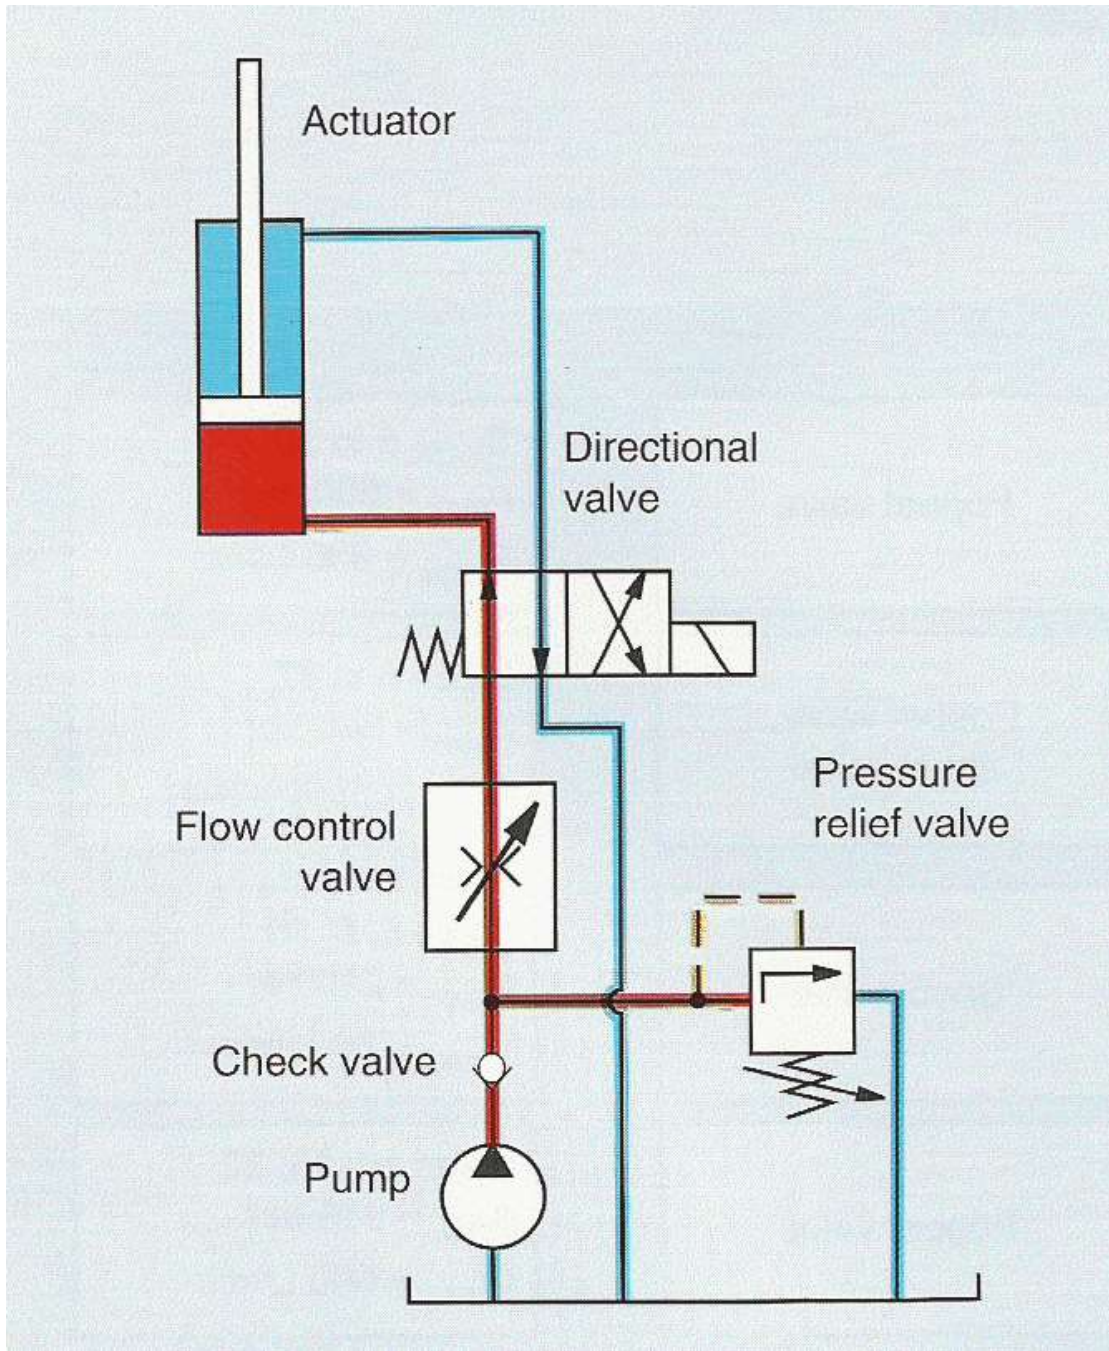 Actuator
Directional
valve
Pressure
relief valve
Flow control
valve
Check valve
Pump